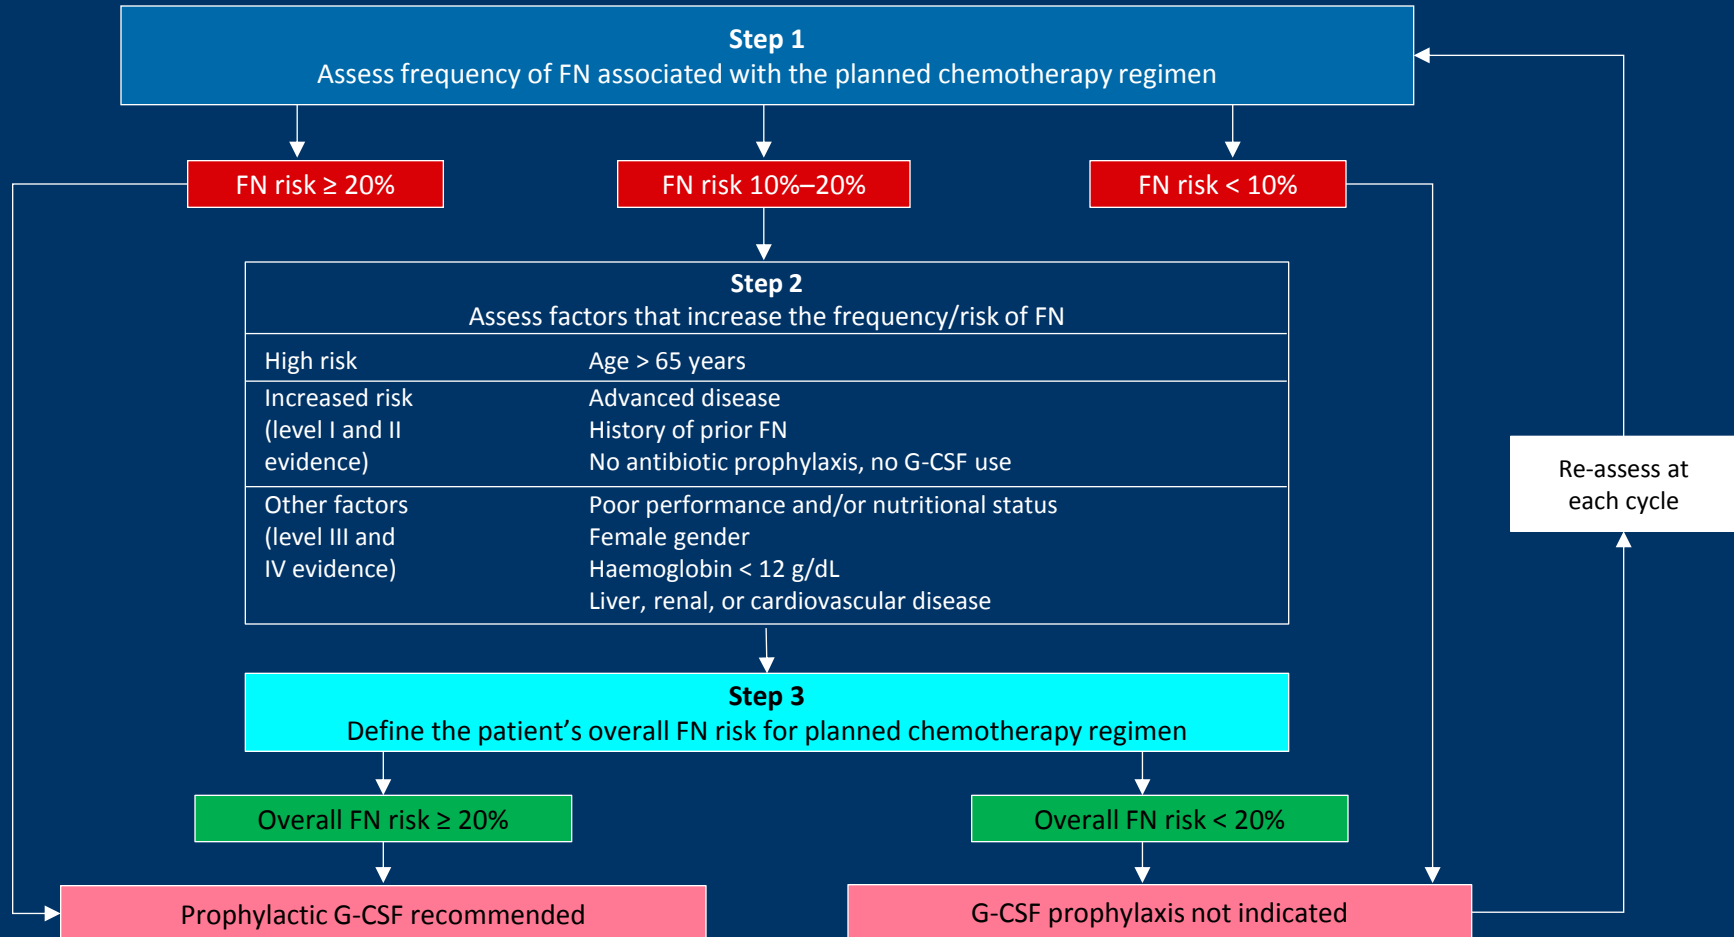 Step 1
Assess frequency of FN associated with the planned chemotherapy regimen
FN risk ≥ 20%
FN risk 10%–20%
FN risk < 10%
Step 2
Assess factors that increase the frequency/risk of FN
High risk
Age > 65 years
Increased risk
(level I and II
evidence)
Advanced disease
History of prior FN
No antibiotic prophylaxis, no G-CSF use
Other factors
(level III and
IV evidence)
Poor performance and/or nutritional status
Female gender
Haemoglobin < 12 g/dL
Liver, renal, or cardiovascular disease
Re-assess at
each cycle
Step 3
Define the patient’s overall FN risk for planned chemotherapy regimen
Overall FN risk ≥ 20%
Overall FN risk < 20%
Prophylactic G-CSF recommended
G-CSF prophylaxis not indicated